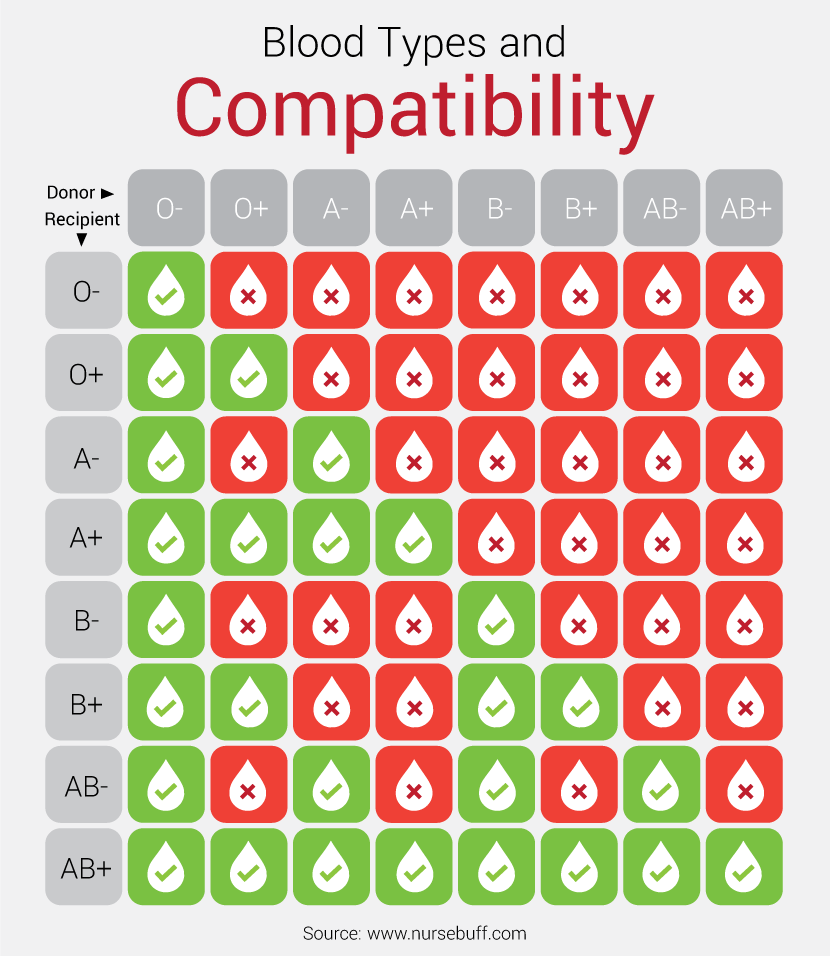 Blood Types and
Compatibility
Donor ►
Recipient
▼
O- O+ A- A+ B- B+ AB- AB+
O-
O+
A-
A+
B-
B+
AB-
AB+
Source: www.nursebuff.com